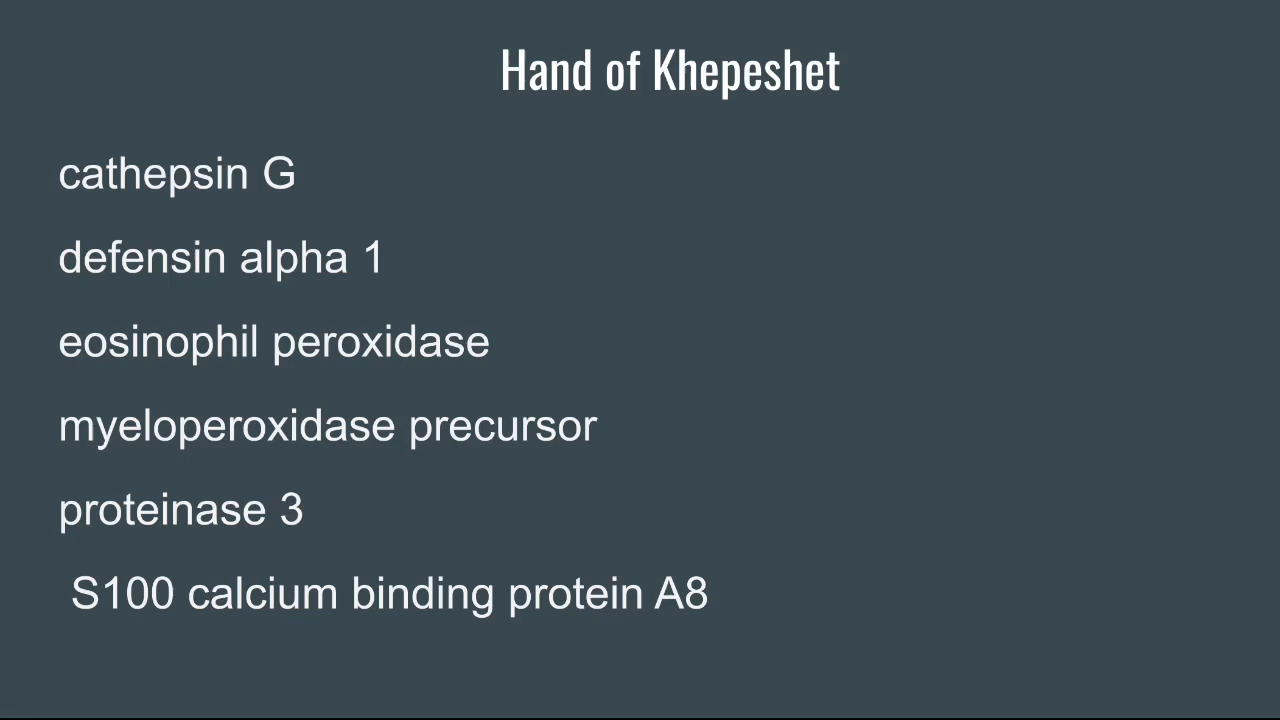 Hand of Khepeshet
cathepsin G
defensin alpha 1
eosinophil peroxidase
myeloperoxidase precursor
proteinase 3
S100 calcium binding protein A8